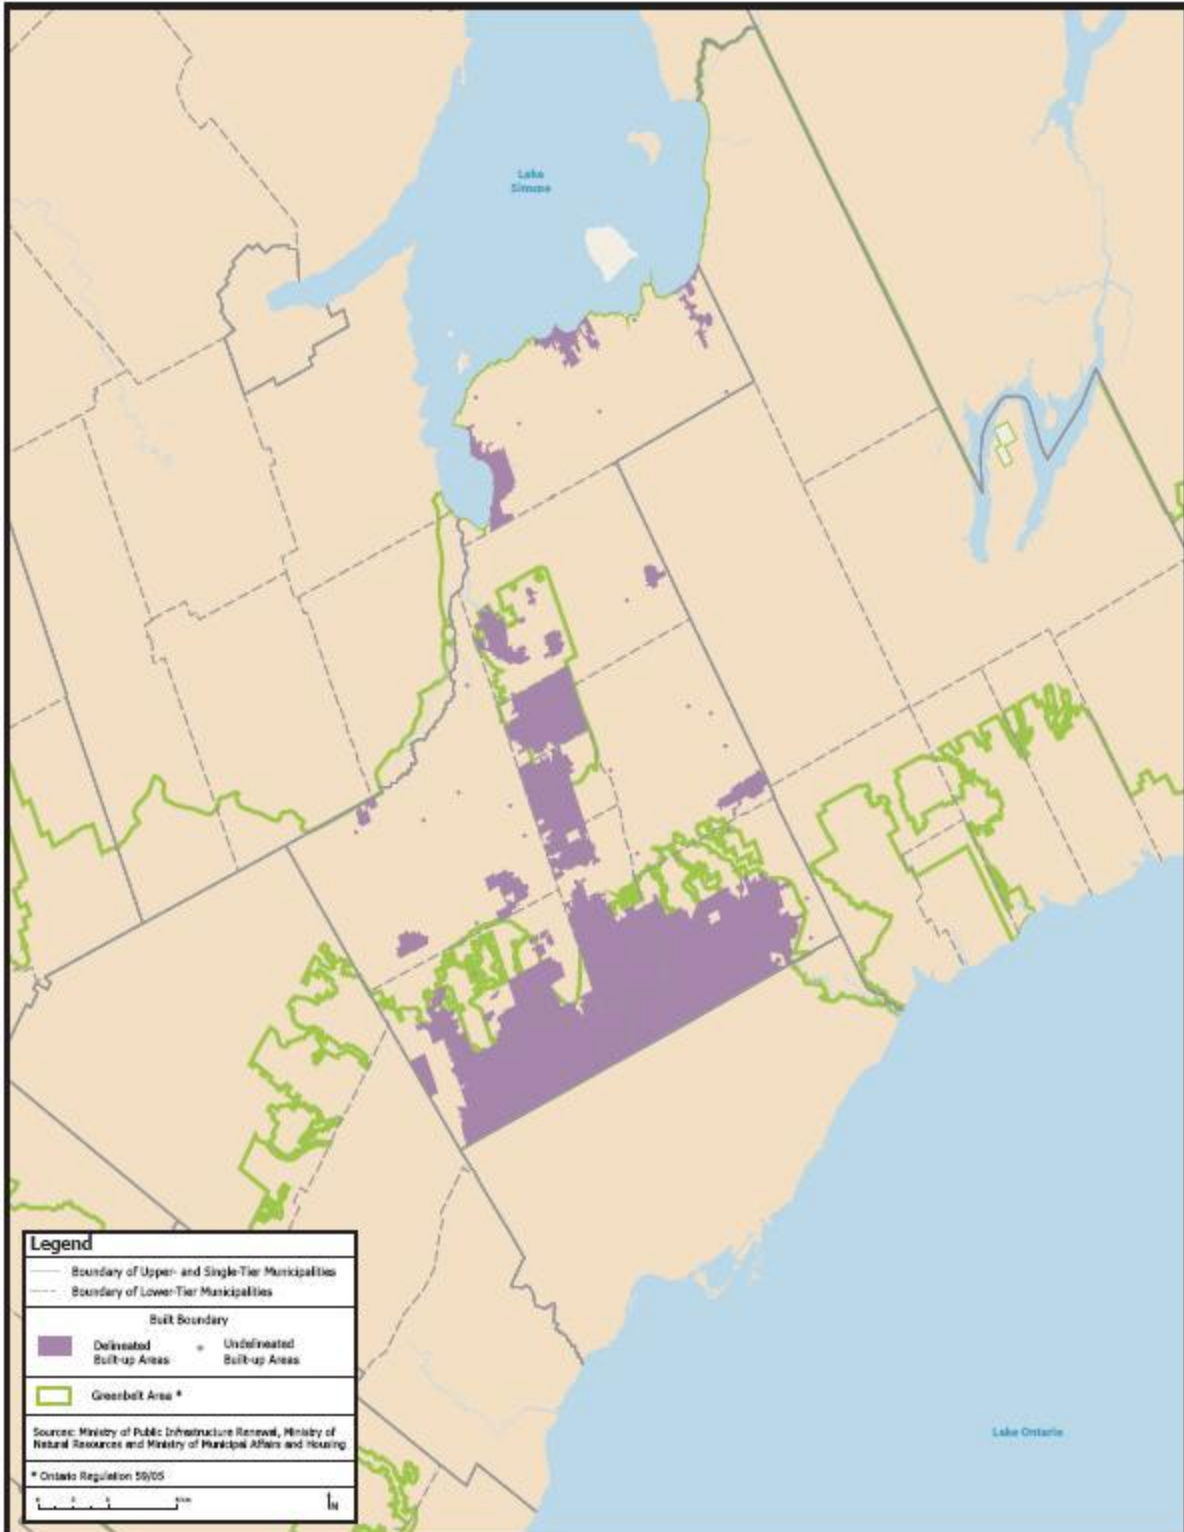 Lake
Simcoe
Legend
Boundary of Upper- and Single-Tier Municipalities
Boundary of Lower-Tier Municipalities
Built Boundary
Delineated
Built-up Areas
Undelineated
Built-up Areas
Greenbelt Area *
Sources: Ministry of Public Infrastructure Renewal, Ministry of
Natural Resources and Ministry of Municipal Affairs and Housing
* Ontario Regulation 59/05
N
Lake Ontario